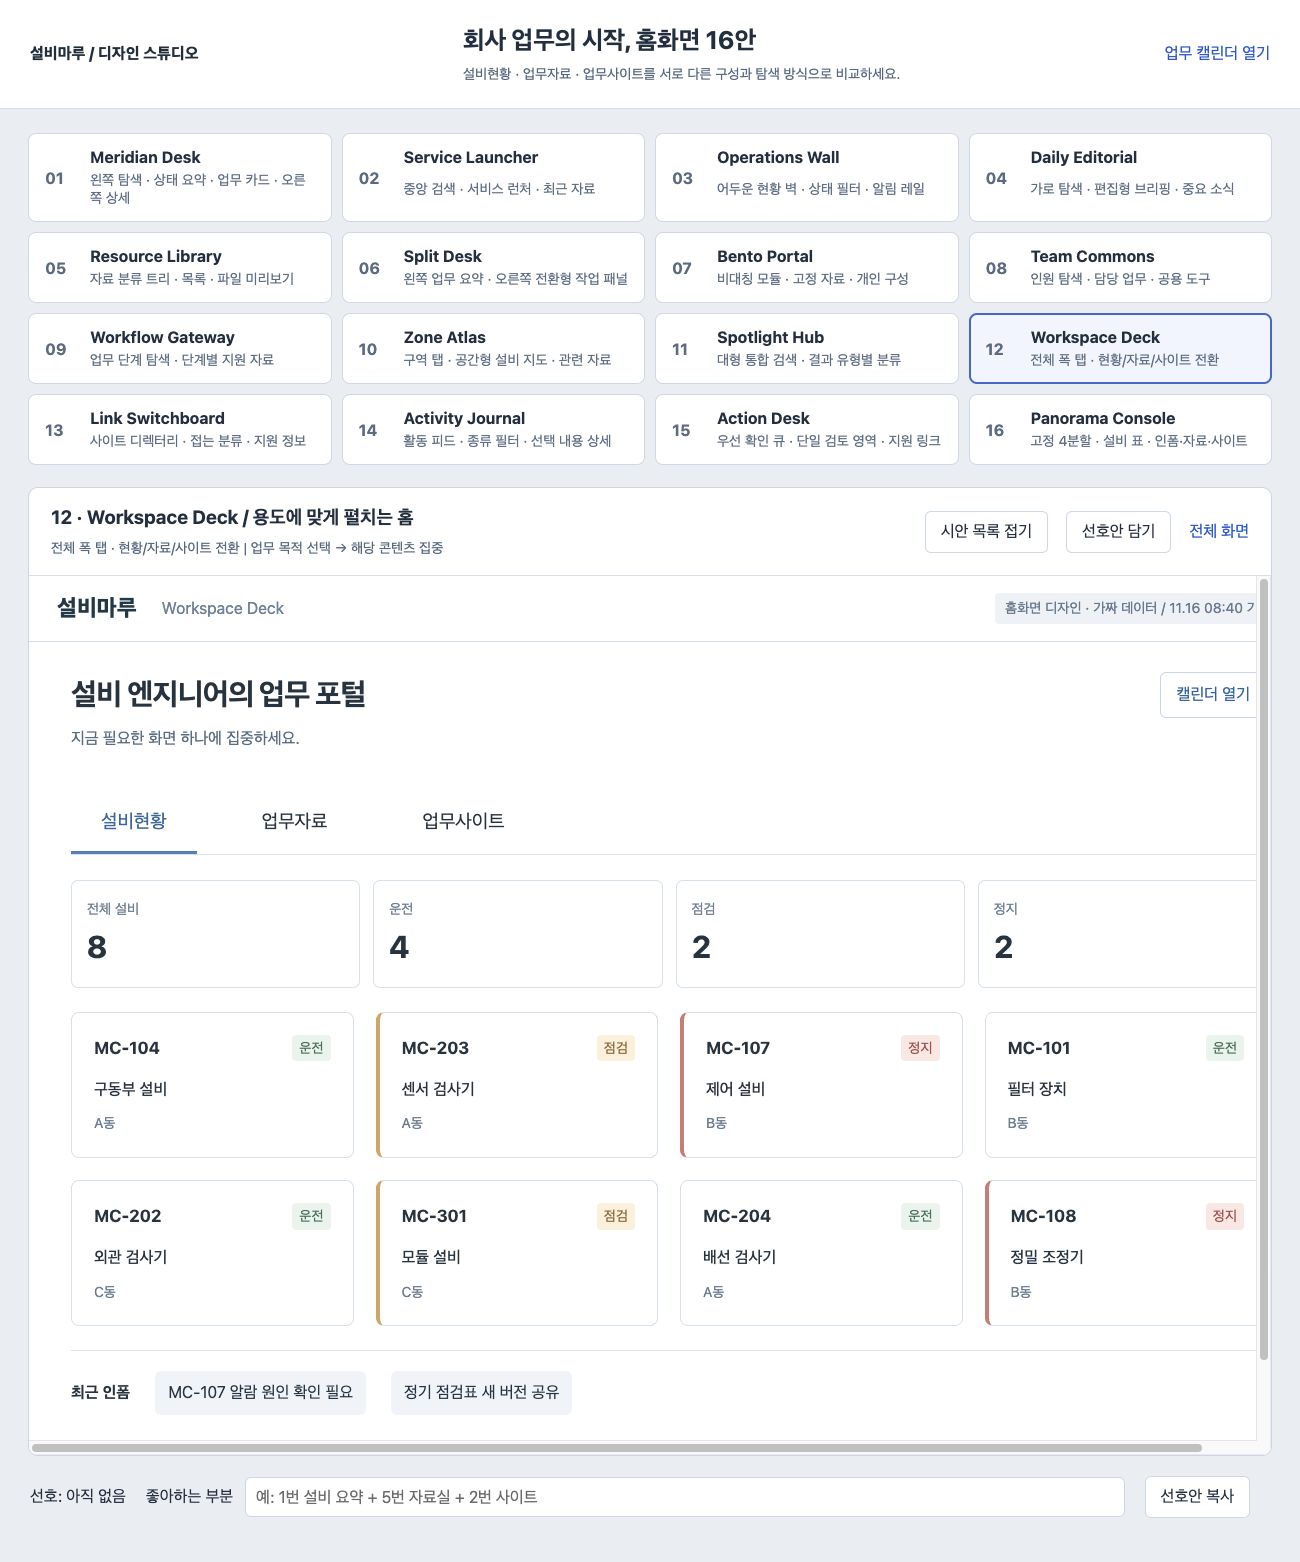 설비마루 / 디자인 스튜디오
회사 업무의 시작, 홈화면 16안
설비현황 · 업무자료 · 업무사이트를 서로 다른 구성과 탐색 방식으로 비교하세요.
업무 캘린더 열기
01
Meridian Desk
왼쪽 탐색 · 상태 요약 · 업무 카드 · 오른
쪽 상세
02
Service Launcher
중앙 검색 · 서비스 런처 · 최근 자료
03
Operations Wall
어두운 현황 벽 · 상태 필터 · 알림 레일
04
Daily Editorial
가로 탐색 · 편집형 브리핑 · 중요 소식
05
Resource Library
자료 분류 트리 · 목록 · 파일 미리보기
06
Split Desk
왼쪽 업무 요약 · 오른쪽 전환형 작업 패널
07
Bento Portal
비대칭 모듈 · 고정 자료 · 개인 구성
08
Team Commons
인원 탐색 · 담당 업무 · 공용 도구
09
Workflow Gateway
업무 단계 탐색 · 단계별 지원 자료
10
Zone Atlas
구역 탭 · 공간형 설비 지도 · 관련 자료
11
Spotlight Hub
대형 통합 검색 · 결과 유형별 분류
12
Workspace Deck
전체 폭 탭 · 현황/자료/사이트 전환
13
Link Switchboard
사이트 디렉터리 · 접는 분류 · 지원 정보
14
Activity Journal
활동 피드 · 종류 필터 · 선택 내용 상세
15
Action Desk
우선 확인 큐 · 단일 검토 영역 · 지원 링크
16
Panorama Console
고정 4분할 · 설비 표 · 인폼·자료·사이트
12 · Workspace Deck / 용도에 맞게 펼치는 홈
전체 폭 탭 · 현황/자료/사이트 전환 | 업무 목적 선택 → 해당 콘텐츠 집중
시안 목록 접기
선호안 담기
전체 화면
설비마루
Workspace Deck
홈화면 디자인 · 가짜 데이터 / 11.16 08:40
설비 엔지니어의 업무 포털
캘린더 열기
지금 필요한 화면 하나에 집중하세요.
설비현황
업무자료
업무사이트
전체 설비
8
운전
4
점검
2
정지
2
MC-104
운전
구동부 설비
A동
MC-203
점검
센서 검사기
A동
MC-107
정지
제어 설비
B동
MC-101
운전
필터 장치
B동
MC-202
운전
외관 검사기
C동
MC-301
점검
모듈 설비
C동
MC-204
운전
배선 검사기
A동
MC-108
정지
정밀 조정기
B동
최근 인폼
MC-107 알람 원인 확인 필요
정기 점검표 새 버전 공유
선호: 아직 없음
좋아하는 부분
예: 1번 설비 요약 + 5번 자료실 + 2번 사이트
선호안 복사